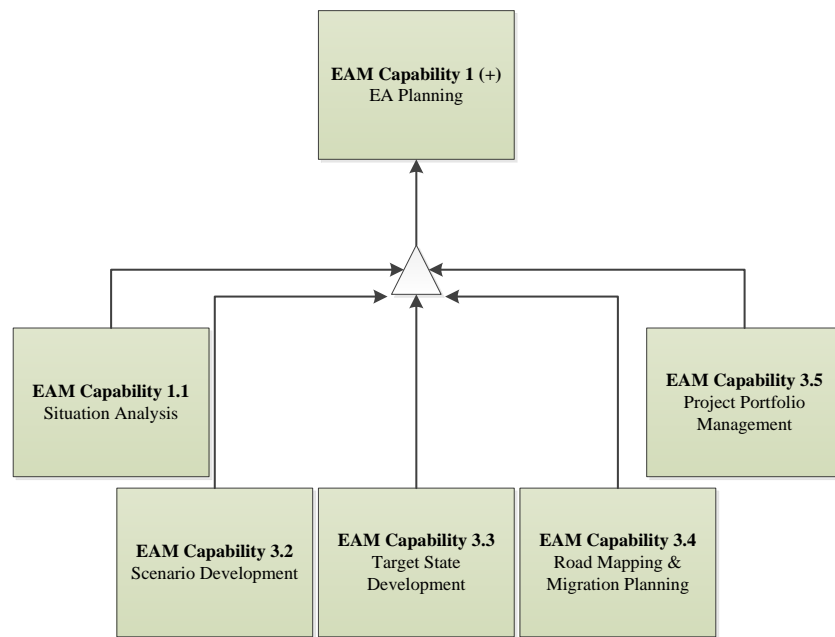 EAM Capability 1 (+)
EA Planning
EAM Capability 1.1
Situation Analysis
EAM Capability 3.5
Project Portfolio
Management
EAM Capability 3.2
Scenario Development
EAM Capability 3.3
Target State
Development
EAM Capability 3.4
Road Mapping &
Migration Planning